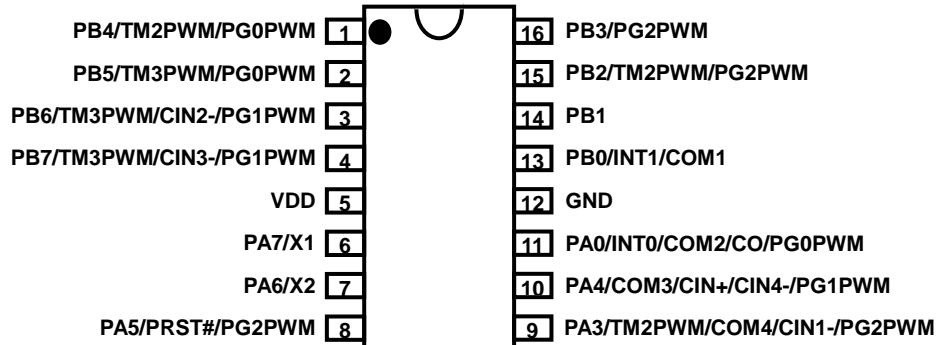 PB4/TM2PWM/PG0PWM 1 16 PB3/PG2PWM
PB5/TM3PWM/PG0PWM 2 15 PB2/TM2PWM/PG2PWM
PB6/TM3PWM/CIN2-/PG1PWM 3 14 PB1
PB7/TM3PWM/CIN3-/PG1PWM 4 13 PB0/INT1/COM1
VDD 5 12 GND
PA7/X1 6 11 PA0/INT0/COM2/CO/PG0PWM
PA6/X2 7 10 PA4/COM3/CIN+/CIN4-/PG1PWM
PA5/PRST#/PG2PWM 8 9 PA3/TM2PWM/COM4/CIN1-/PG2PWM